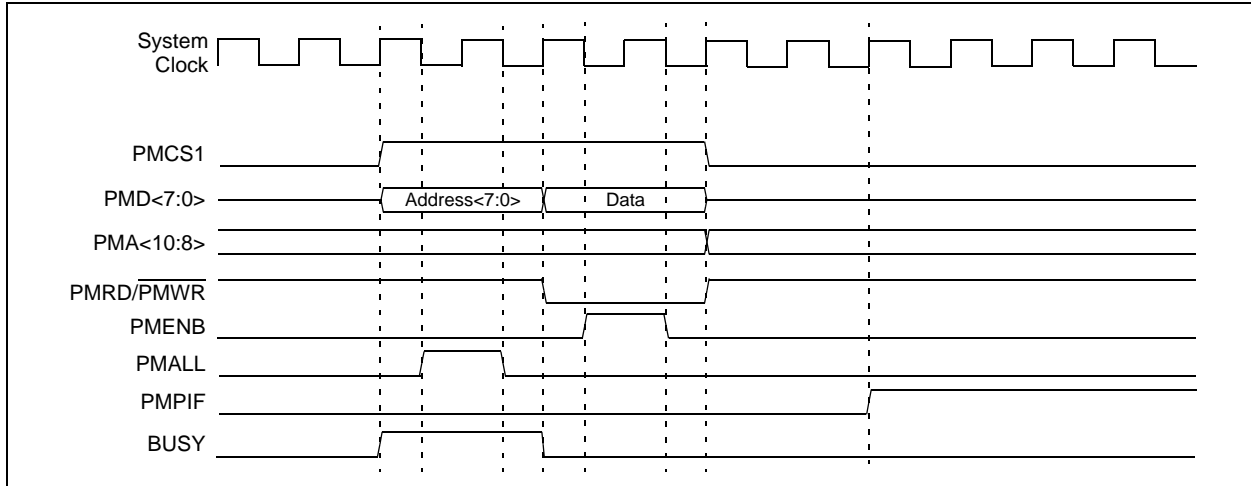 System
Clock
PMCS1
PMD<7:0>
Address<7:0>
Data
PMA<10:8>
PMRD/PMWR
PMENB
PMALL
PMPIF
BUSY